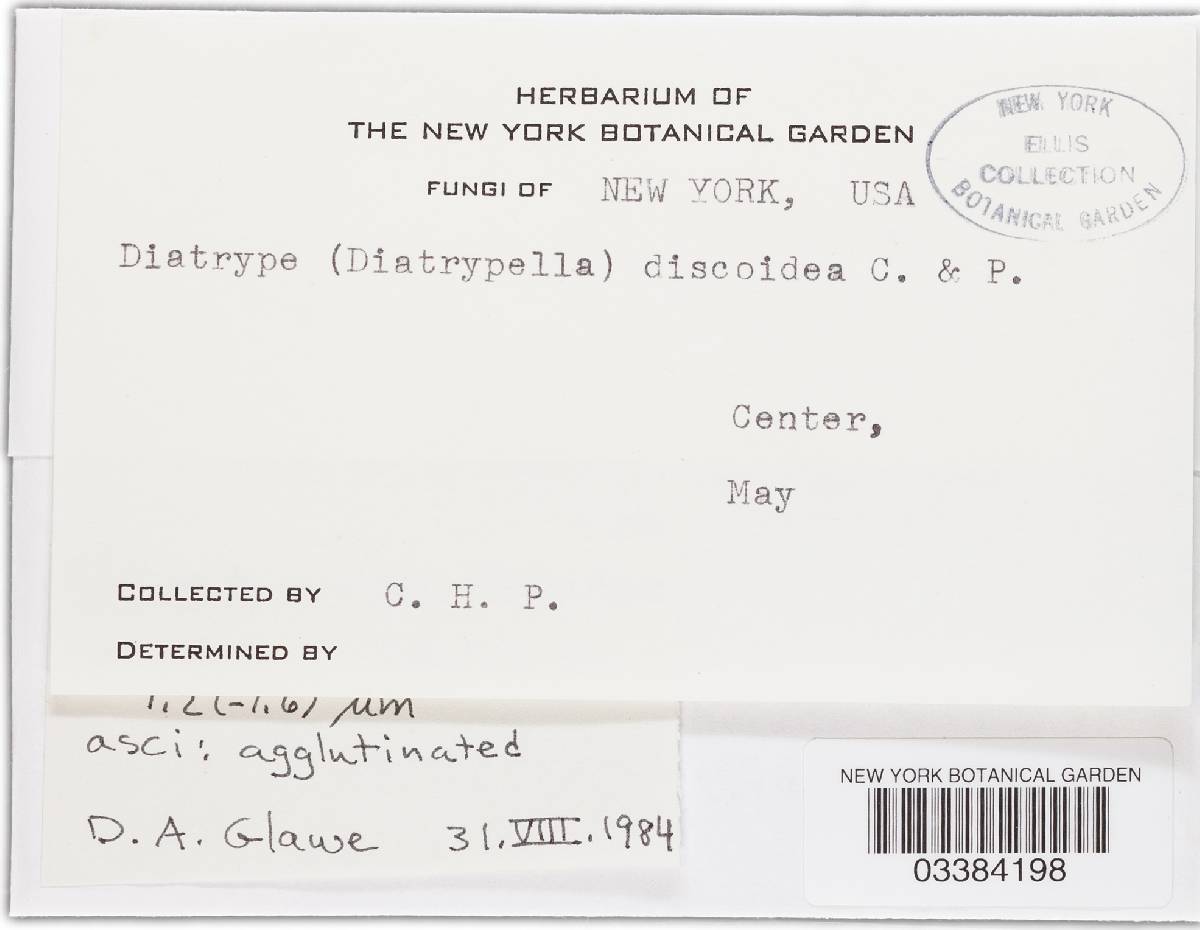 HERBARIUM OF
THE NEW YORK BOTANICAL GARDEN
FUNGI OF NEW YORK, USA
NEW YORK
ELLIS
COLLECTION
BOTANICAL GARDEN
Diatrype (Diatrypella) discoidea C. & P.
Center,
May
COLLECTED BY C. H. P.
DETERMINED BY
µm
asci: agglutinated
D. A. Glawe 31.VIII.1984
NEW YORK BOTANICAL GARDEN
03384198